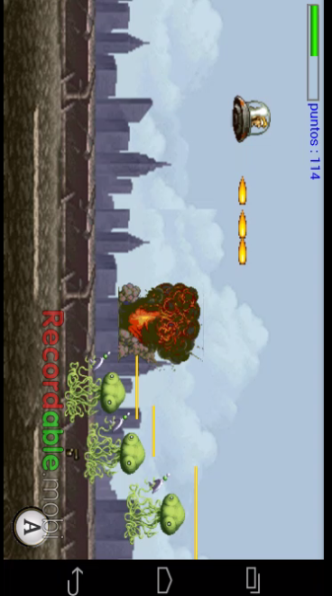 puntos : 114
Recordable.mobi
A